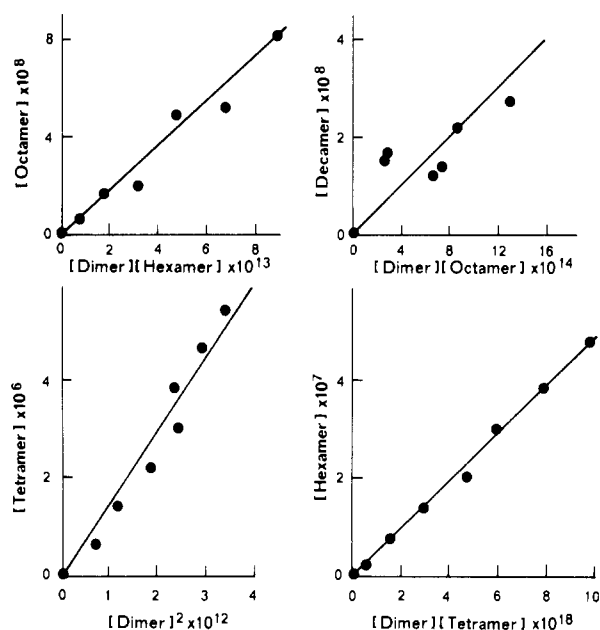 [Octamer] x10⁸
8
4
0
0 2 4 6 8
[Dimer][Hexamer] x10¹³
[Decamer] x10⁸
4
2
0
0 4 8 12 16
[Dimer][Octamer] x10¹⁴
[Tetramer] x10⁶
4
2
0
0 1 2 3 4
[Dimer]² x10¹²
[Hexamer] x10⁷
4
2
0
0 2 4 6 8 10
[Dimer][Tetramer] x10¹⁸